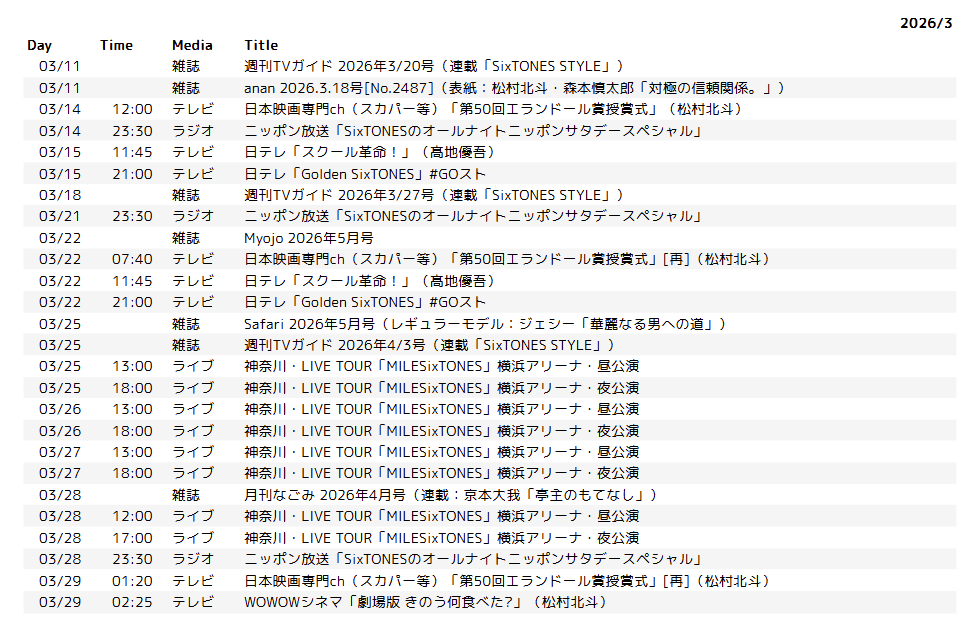 2026/3
Day Time Media Title
03/11 雑誌 週刊TVガイド 2026年3/20号（連載「SixTONES STYLE」）
03/11 雑誌 anan 2026.3.18号[No.2487]（表紙：松村北斗・森本慎太郎「対極の信頼関係。」）
03/14 12:00 テレビ 日本映画専門ch（スカパー等）「第50回エランドール賞授賞式」（松村北斗）
03/14 23:30 ラジオ ニッポン放送「SixTONESのオールナイトニッポンサタデースペシャル」
03/15 11:45 テレビ 日テレ「スクール革命！」（髙地優吾）
03/15 21:00 テレビ 日テレ「Golden SixTONES」#GOスト
03/18 雑誌 週刊TVガイド 2026年3/27号（連載「SixTONES STYLE」）
03/21 23:30 ラジオ ニッポン放送「SixTONESのオールナイトニッポンサタデースペシャル」
03/22 雑誌 Myojo 2026年5月号
03/22 07:40 テレビ 日本映画専門ch（スカパー等）「第50回エランドール賞授賞式」[再]（松村北斗）
03/22 11:45 テレビ 日テレ「スクール革命！」（髙地優吾）
03/22 21:00 テレビ 日テレ「Golden SixTONES」#GOスト
03/25 雑誌 Safari 2026年5月号（レギュラーモデル：ジェシー「華麗なる男への道」）
03/25 雑誌 週刊TVガイド 2026年4/3号（連載「SixTONES STYLE」）
03/25 13:00 ライブ 神奈川・LIVE TOUR「MILESixTONES」横浜アリーナ・昼公演
03/25 18:00 ライブ 神奈川・LIVE TOUR「MILESixTONES」横浜アリーナ・夜公演
03/26 13:00 ライブ 神奈川・LIVE TOUR「MILESixTONES」横浜アリーナ・昼公演
03/26 18:00 ライブ 神奈川・LIVE TOUR「MILESixTONES」横浜アリーナ・夜公演
03/27 13:00 ライブ 神奈川・LIVE TOUR「MILESixTONES」横浜アリーナ・昼公演
03/27 18:00 ライブ 神奈川・LIVE TOUR「MILESixTONES」横浜アリーナ・夜公演
03/28 雑誌 月刊なごみ 2026年4月号（連載：京本大我「亭主のもてなし」）
03/28 12:00 ライブ 神奈川・LIVE TOUR「MILESixTONES」横浜アリーナ・昼公演
03/28 17:00 ライブ 神奈川・LIVE TOUR「MILESixTONES」横浜アリーナ・夜公演
03/28 23:30 ラジオ ニッポン放送「SixTONESのオールナイトニッポンサタデースペシャル」
03/29 01:20 テレビ 日本映画専門ch（スカパー等）「第50回エランドール賞授賞式」[再]（松村北斗）
03/29 02:25 テレビ WOWOWシネマ「劇場版 きのう何食べた?」（松村北斗）